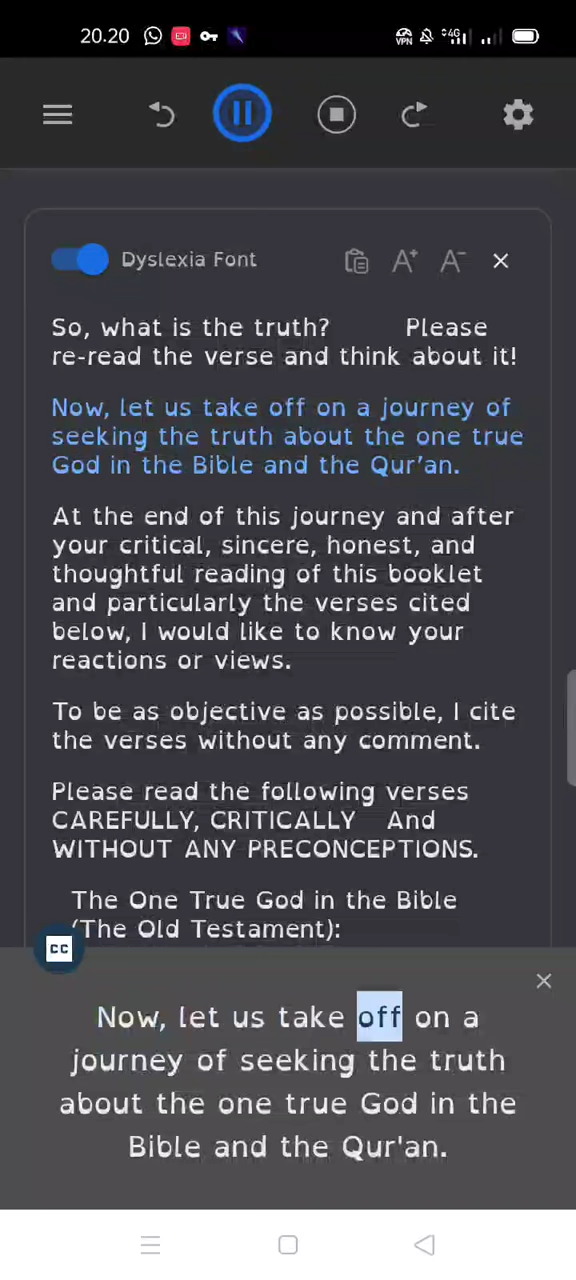 20.20
VPN 4G
Dyslexia Font A+ A-
So, what is the truth? Please
re-read the verse and think about it!
Now, let us take off on a journey of
seeking the truth about the one true
God in the Bible and the Qur’an.
At the end of this journey and after
your critical, sincere, honest, and
thoughtful reading of this booklet
and particularly the verses cited
below, I would like to know your
reactions or views.
To be as objective as possible, I cite
the verses without any comment.
Please read the following verses
CAREFULLY, CRITICALLY And
WITHOUT ANY PRECONCEPTIONS.
The One True God in the Bible
(The Old Testament):
CC
Now, let us take off on a
journey of seeking the truth
about the one true God in the
Bible and the Qur'an.